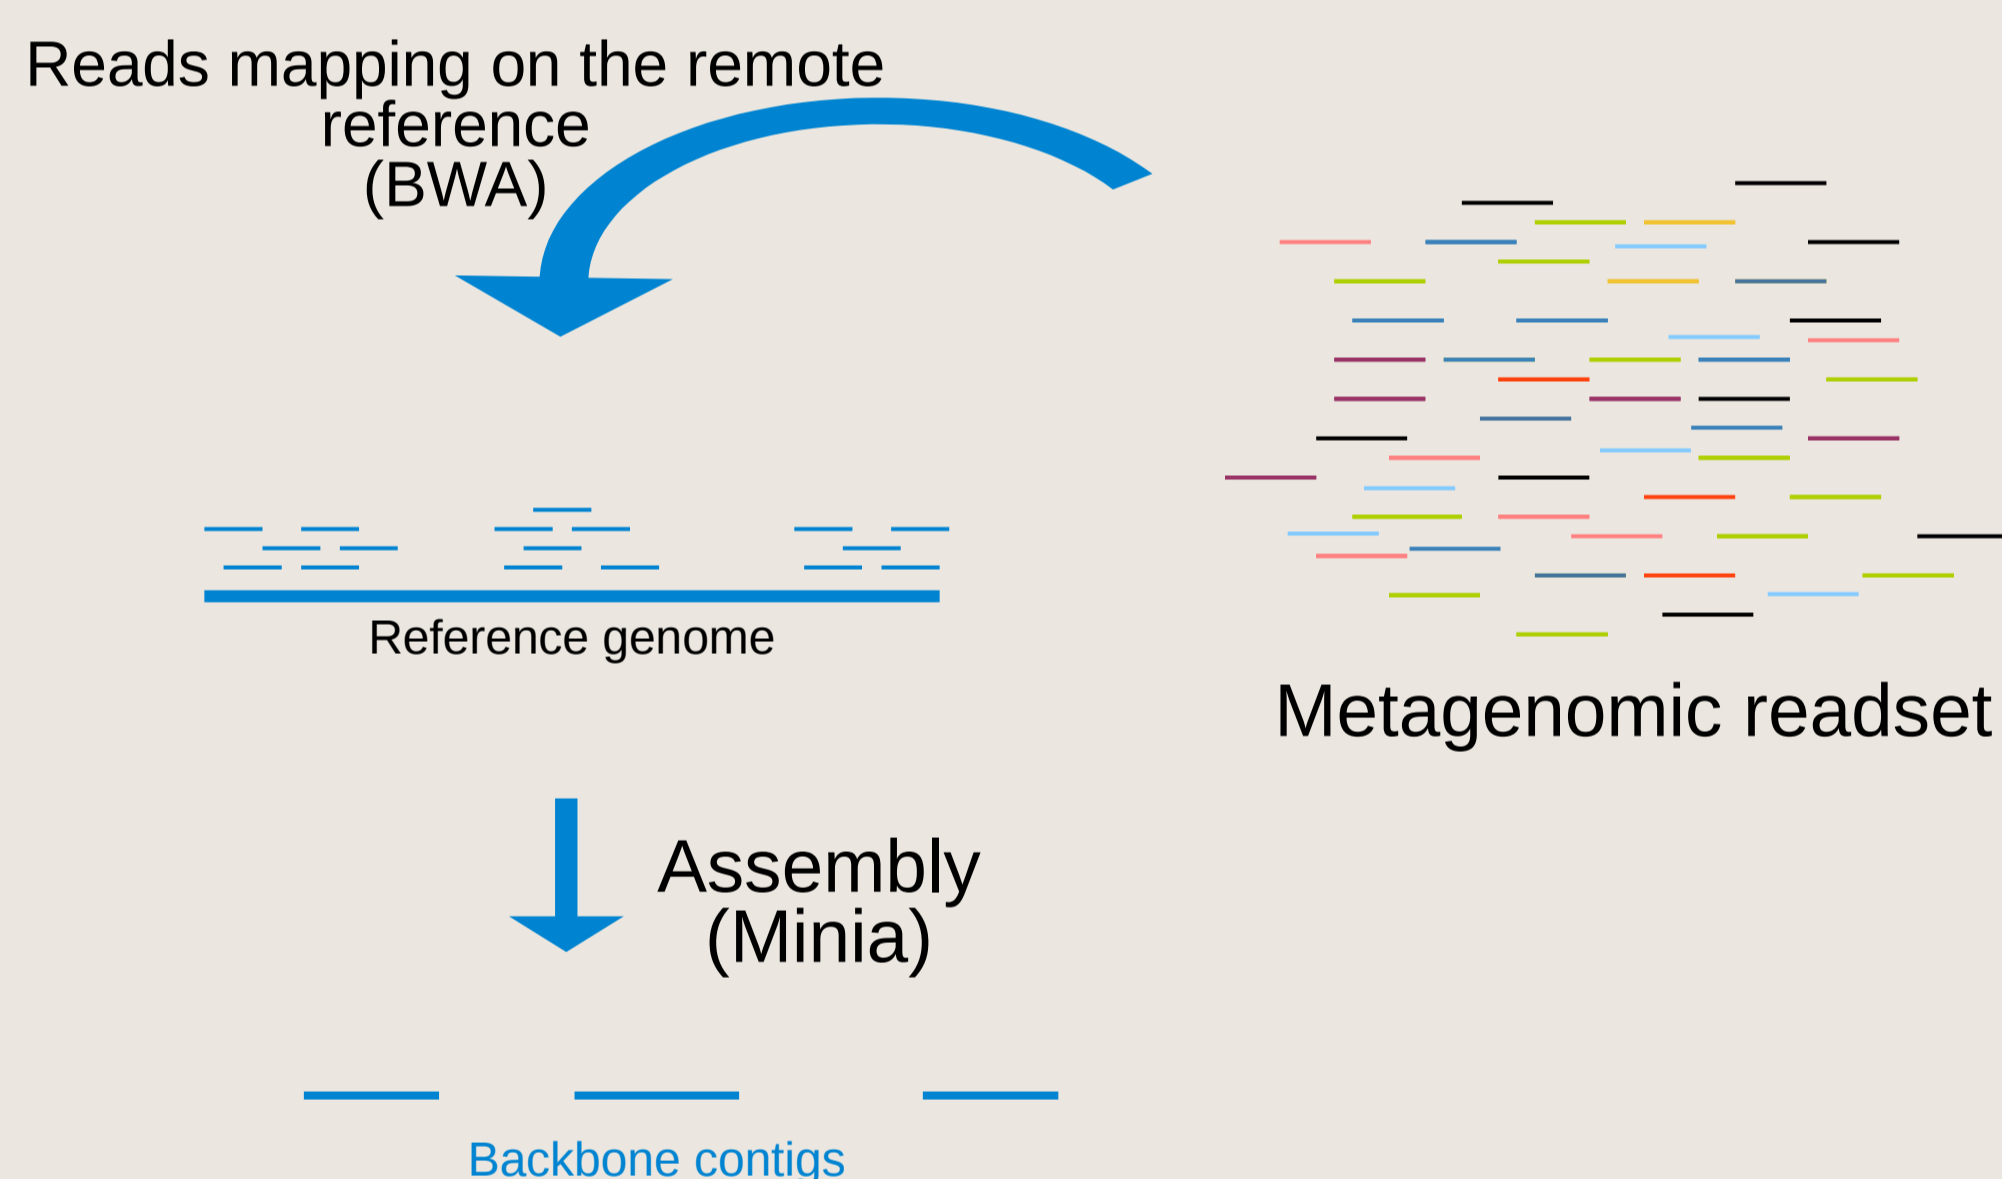 Reads mapping on the remote
reference
(BWA)
Reference genome
Metagenomic readset
Assembly
(Minia)
Backbone contigs